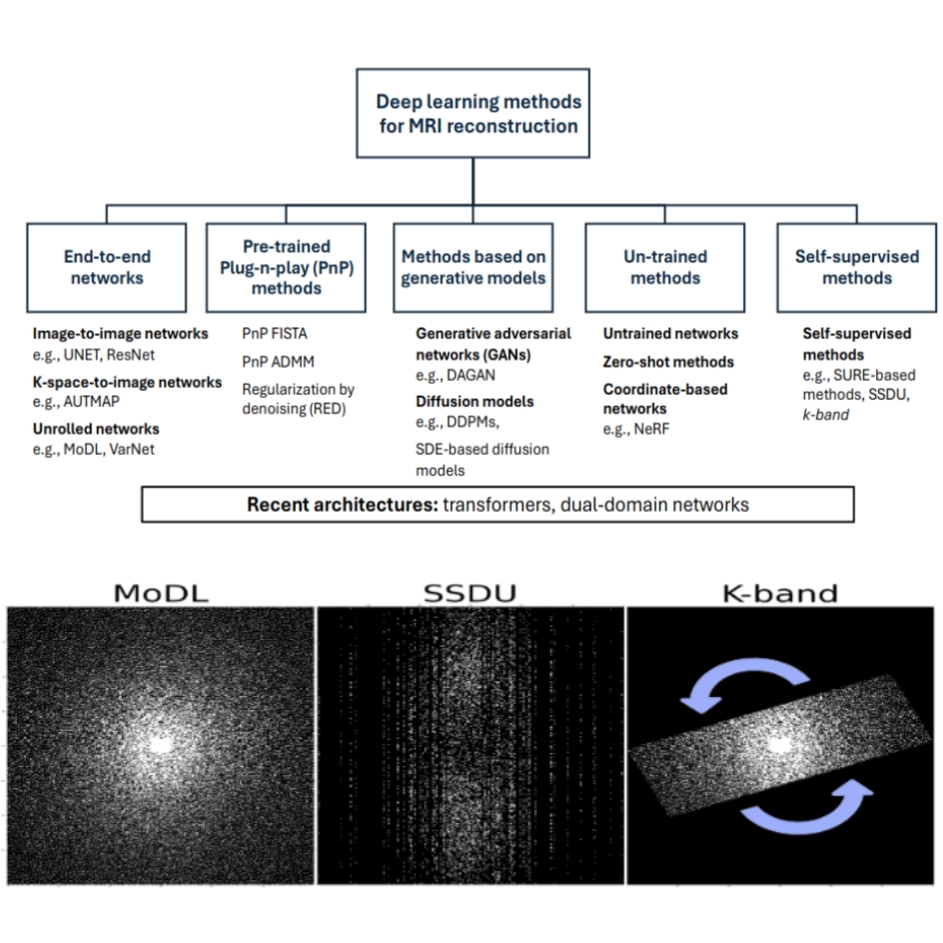 Deep learning methods
for MRI reconstruction
End-to-end
networks
Pre-trained
Plug-n-play (PnP)
methods
Methods based on
generative models
Un-trained
methods
Self-supervised
methods
Image-to-image networks
e.g., UNET, ResNet
K-space-to-image networks
e.g., AUTMAP
Unrolled networks
e.g., MoDL, VarNet
PnP FISTA
PnP ADMM
Regularization by
denoising (RED)
Generative adversarial
networks (GANs)
e.g., DAGAN
Diffusion models
e.g., DDPMs,
SDE-based diffusion
models
Untrained networks
Zero-shot methods
Coordinate-based
networks
e.g., NeRF
Self-supervised
methods
e.g., SURE-based
methods, SSDU,
k-band
Recent architectures: transformers, dual-domain networks
MoDL
SSDU
K-band